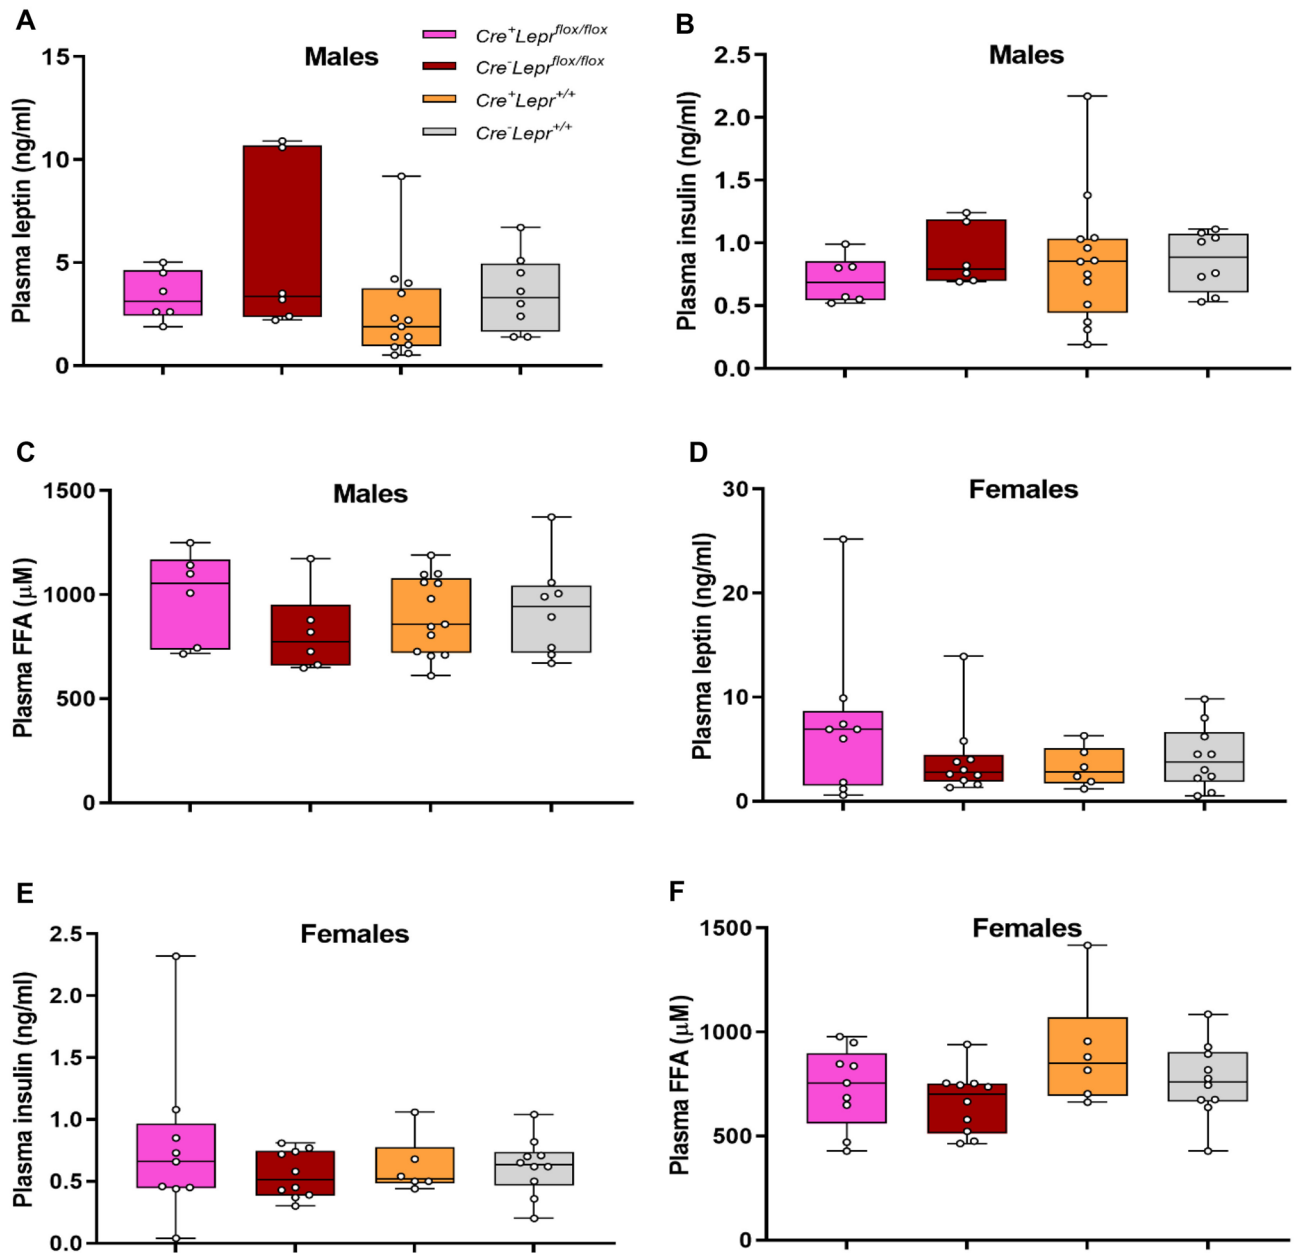 A
Males
Cre⁺Lepr^flox/flox
Cre⁻Lepr^flox/flox
Cre⁺Lepr^+/+
Cre⁻Lepr^+/+
Plasma leptin (ng/ml)
15
10
5
0
B
Males
Plasma insulin (ng/ml)
2.5
2.0
1.5
1.0
0.5
0.0
C
Males
Plasma FFA (µM)
1500
1000
500
0
D
Females
Plasma leptin (ng/ml)
30
20
10
0
E
Females
Plasma insulin (ng/ml)
2.5
2.0
1.5
1.0
0.5
0.0
F
Females
Plasma FFA (µM)
1500
1000
500
0